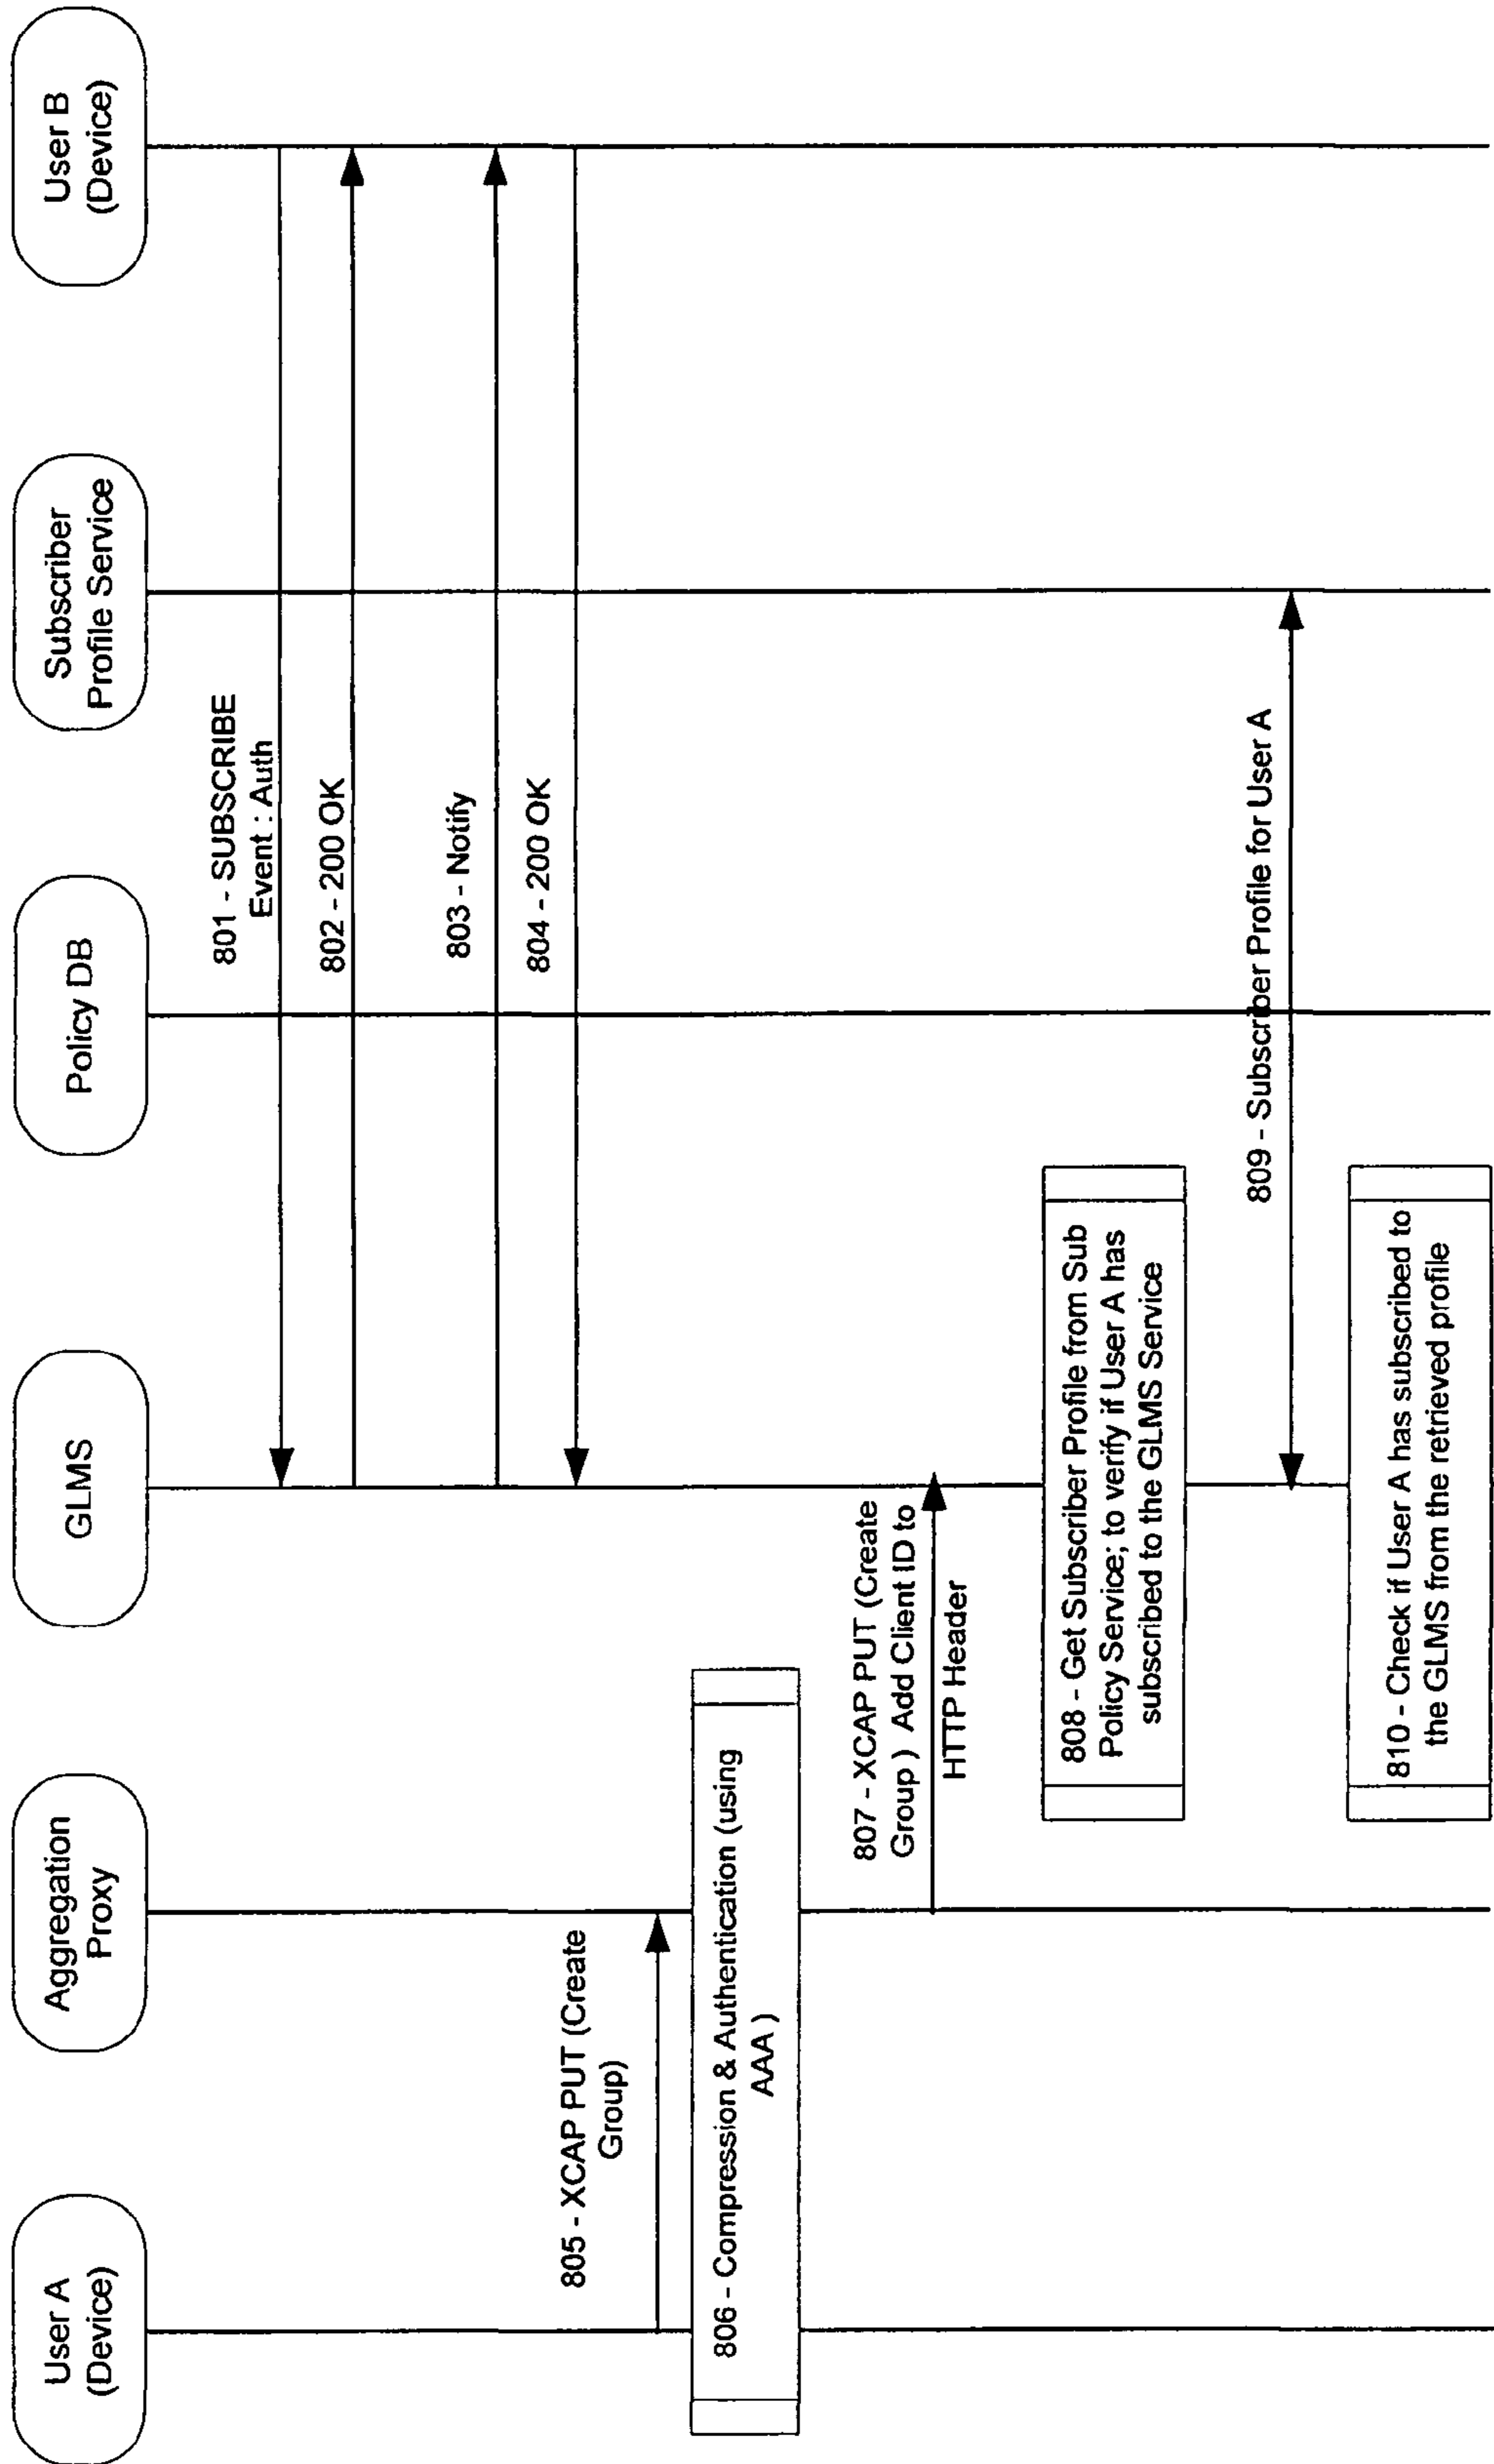 User A
(Device)
Aggregation
Proxy
GLMS
Policy DB
Subscriber
Profile Service
User B
(Device)
801 - SUBSCRIBE
Event : Auth
802 - 200 OK
803 - Notify
804 - 200 OK
805 - XCAP PUT (Create
Group)
806 - Compression & Authentication (using
AAA )
807 - XCAP PUT (Create
Group ) Add Client ID to
HTTP Header
808 - Get Subscriber Profile from Sub
Policy Service; to verify if User A has
subscribed to the GLMS Service
809 - Subscriber Profile for User A
810 - Check if User A has subscribed to
the GLMS from the retrieved profile